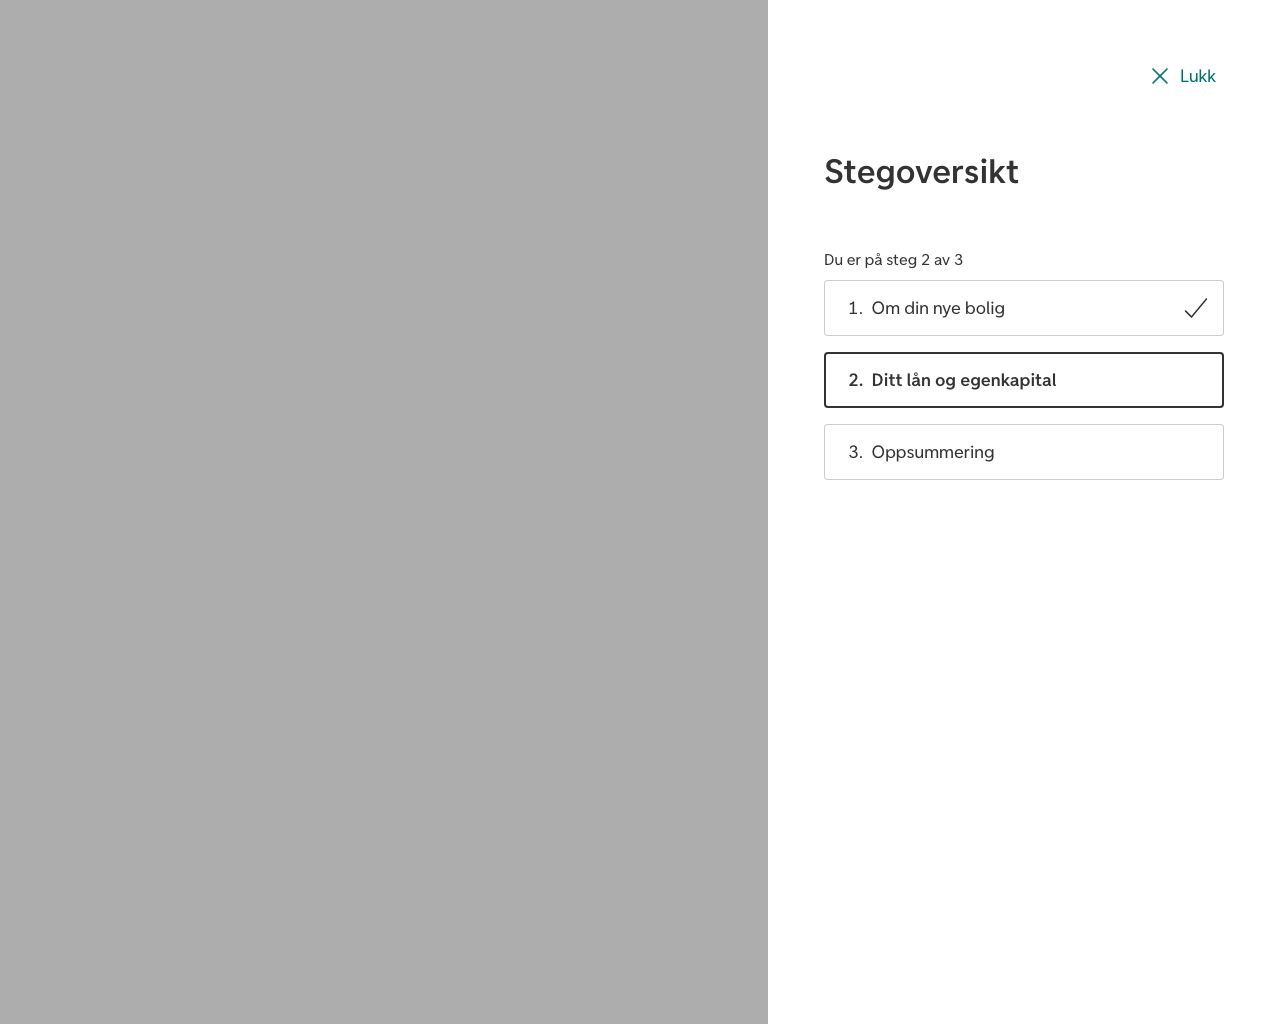 Lukk
Stegoversikt
Du er på steg 2 av 3
1. Om din nye bolig
2. Ditt lån og egenkapital
3. Oppsummering